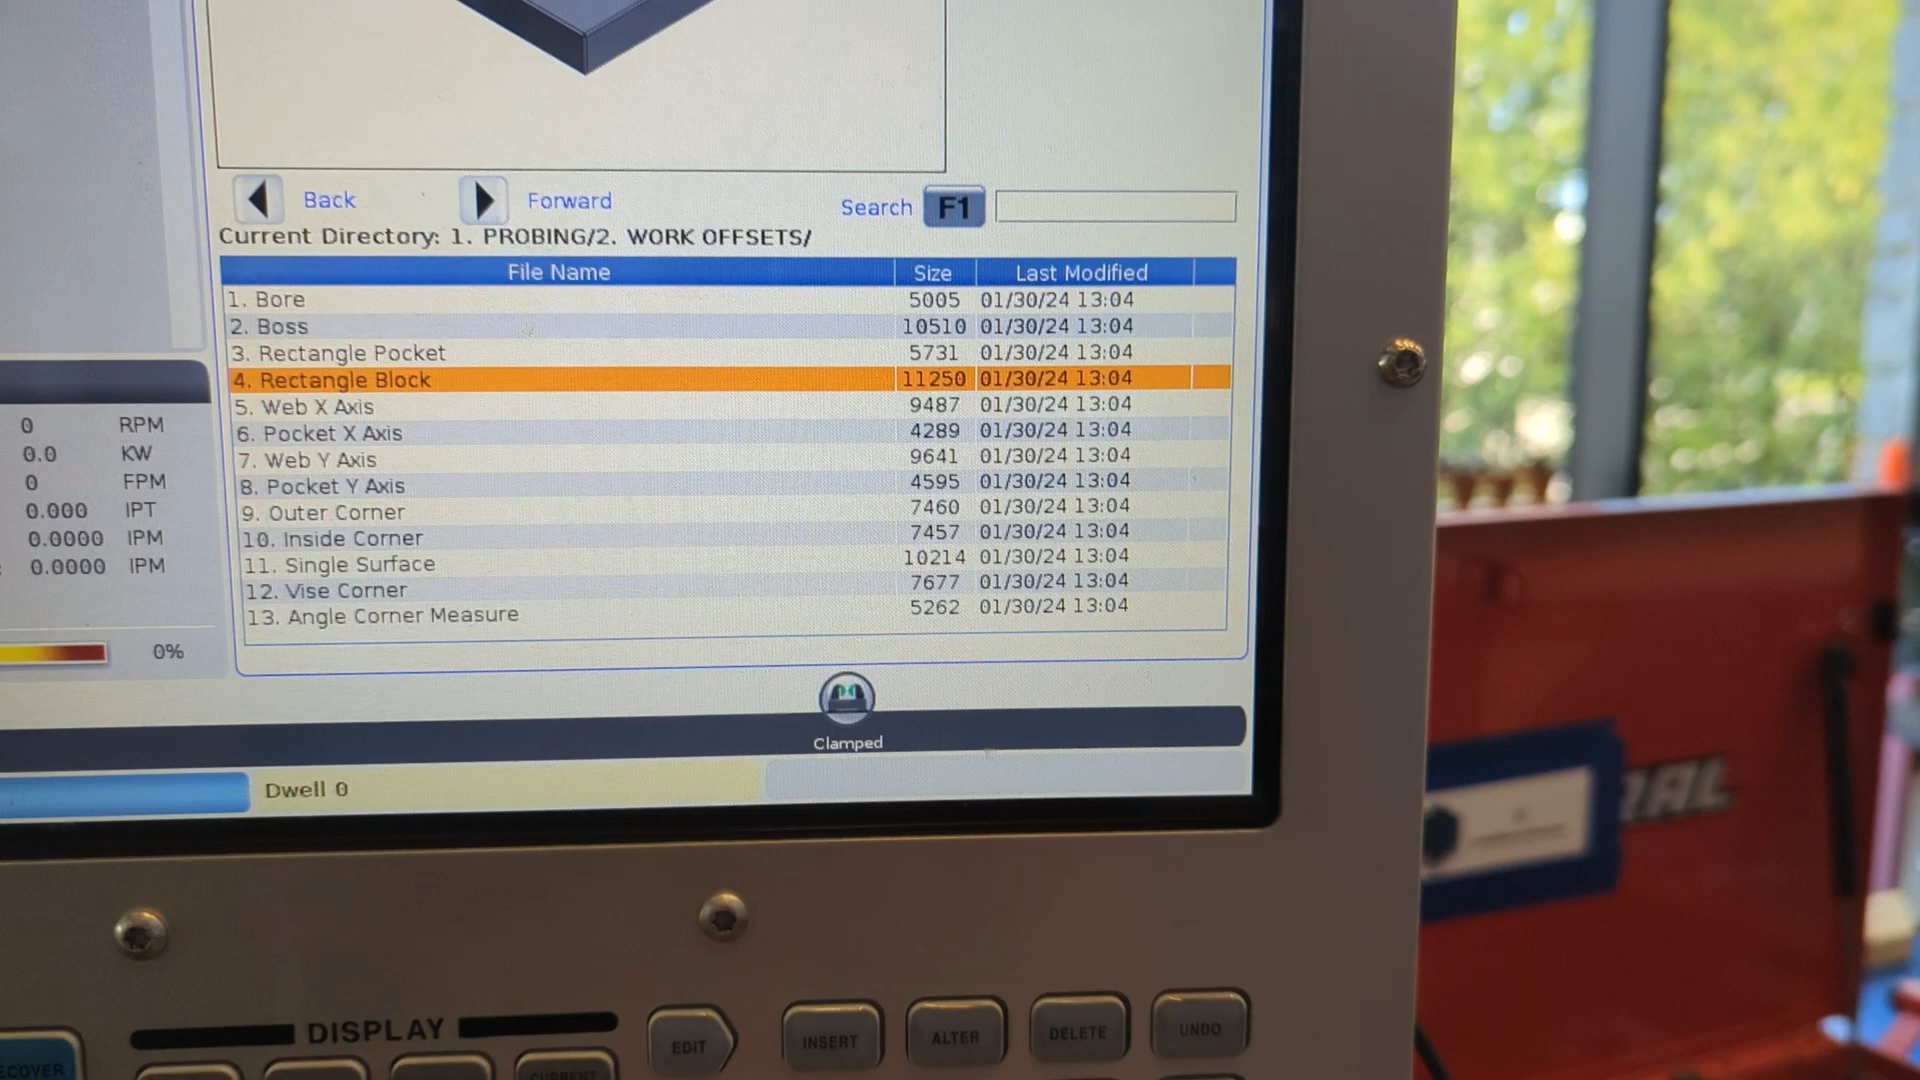 Back
Forward
Search F1
Current Directory: 1. PROBING/2. WORK OFFSETS/
File Name Size Last Modified
1. Bore 5005 01/30/24 13:04
2. Boss 10510 01/30/24 13:04
3. Rectangle Pocket 5731 01/30/24 13:04
4. Rectangle Block 11250 01/30/24 13:04
5. Web X Axis 9487 01/30/24 13:04
6. Pocket X Axis 4289 01/30/24 13:04
7. Web Y Axis 9641 01/30/24 13:04
8. Pocket Y Axis 4595 01/30/24 13:04
9. Outer Corner 7460 01/30/24 13:04
10. Inside Corner 7457 01/30/24 13:04
11. Single Surface 10214 01/30/24 13:04
12. Vise Corner 7677 01/30/24 13:04
13. Angle Corner Measure 5262 01/30/24 13:04
0 RPM
0.0 KW
0 FPM
0.000 IPT
0.0000 IPM
0.0000 IPM
0%
Clamped
Dwell 0
RAL
DISPLAY
EDIT
INSERT
ALTER
DELETE
UNDO
ECOVER
CURRENT